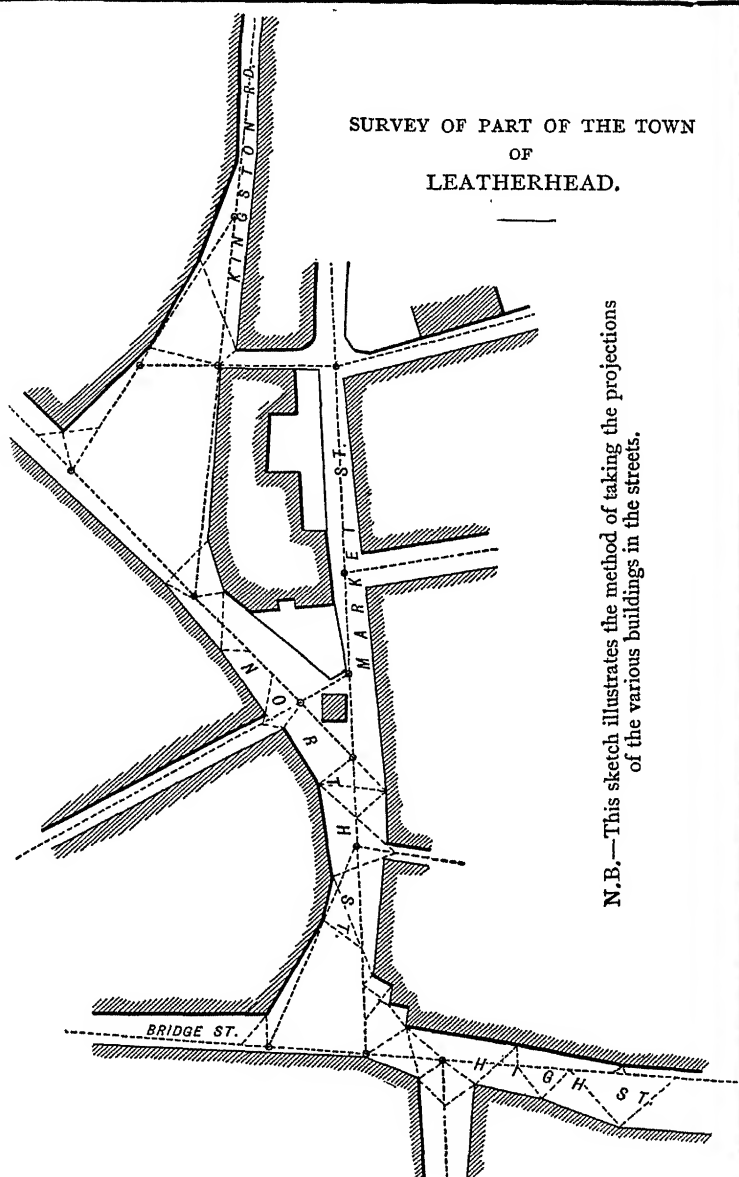 SURVEY OF PART OF THE TOWN
OF
LEATHERHEAD.
KINGSTON RD.
MARKET ST.
NORTH ST.
BRIDGE ST.
HIGH ST.
N.B.—This sketch illustrates the method of taking the projections
of the various buildings in the streets.